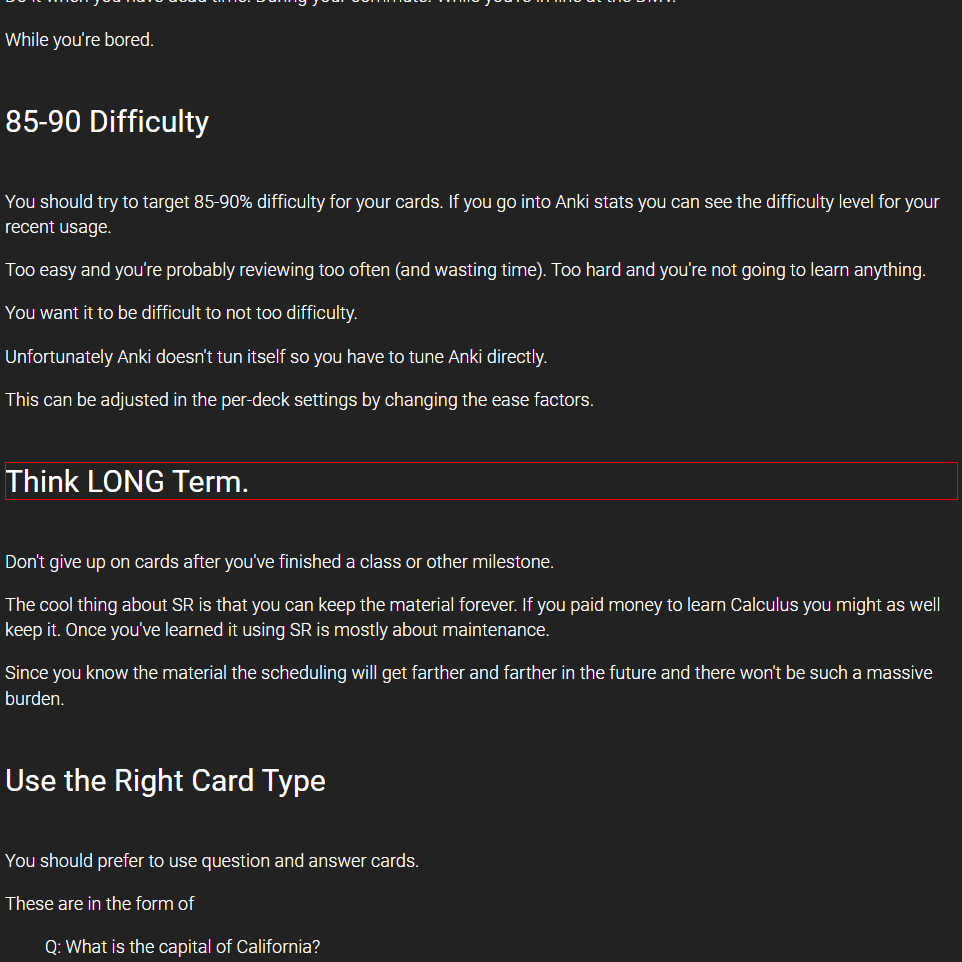 While you're bored.
85-90 Difficulty
You should try to target 85-90% difficulty for your cards. If you go into Anki stats you can see the difficulty level for your
recent usage.
Too easy and you're probably reviewing too often (and wasting time). Too hard and you're not going to learn anything.
You want it to be difficult to not too difficulty.
Unfortunately Anki doesn't tun itself so you have to tune Anki directly.
This can be adjusted in the per-deck settings by changing the ease factors.
Think LONG Term.
Don't give up on cards after you've finished a class or other milestone.
The cool thing about SR is that you can keep the material forever. If you paid money to learn Calculus you might as well
keep it. Once you've learned it using SR is mostly about maintenance.
Since you know the material the scheduling will get farther and farther in the future and there won't be such a massive
burden.
Use the Right Card Type
You should prefer to use question and answer cards.
These are in the form of
Q: What is the capital of California?